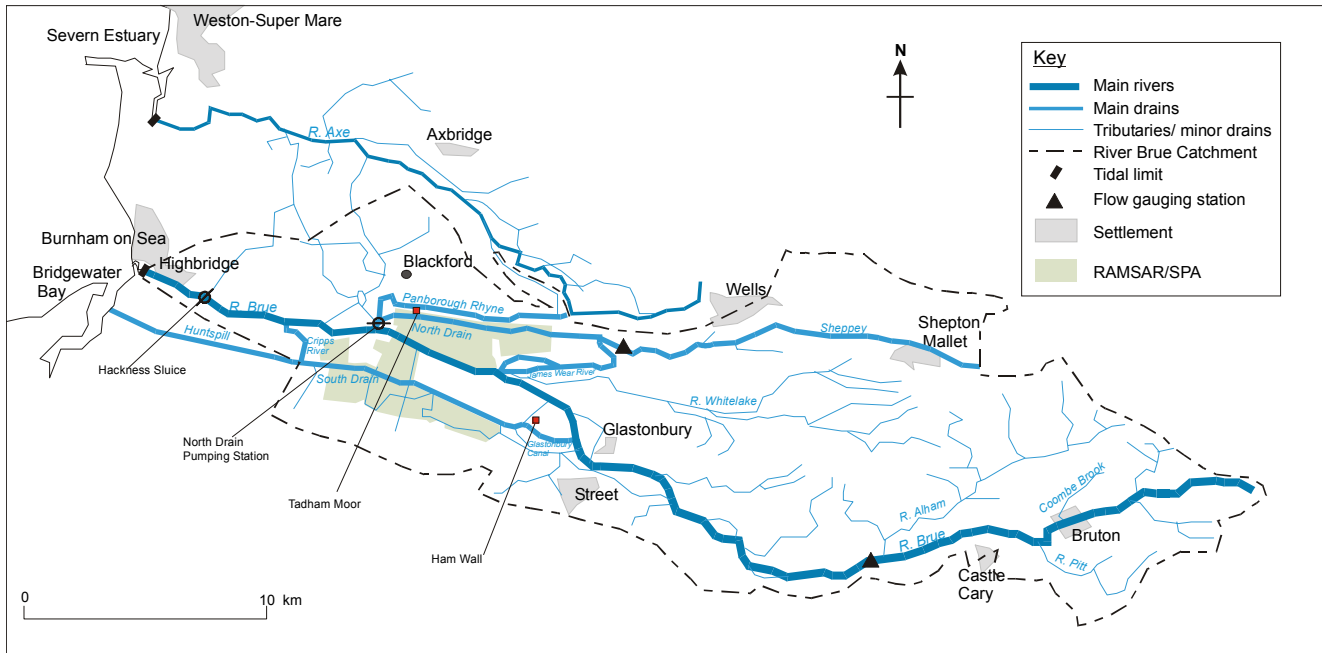 Weston-Super Mare
Severn Estuary
N
Key
Main rivers
Main drains
Tributaries/ minor drains
River Brue Catchment
Tidal limit
Flow gauging station
Settlement
RAMSAR/SPA
R. Axe
Axbridge
Burnham on Sea
Highbridge
Bridgewater
Bay
Blackford
R. Brue
Panborough Rhyne
Wells
North Drain
Sheppey
Shepton
Mallet
Huntspill
Cripps
River
Hackness Sluice
South Drain
James Wear River
R. Whitelake
Glastonbury
Glastonbury
Canal
North Drain
Pumping Station
Street
Tadham Moor
Coombe Brook
R. Alham
R. Brue
Bruton
R. Pitt
Ham Wall
Castle
Cary
0
10 km